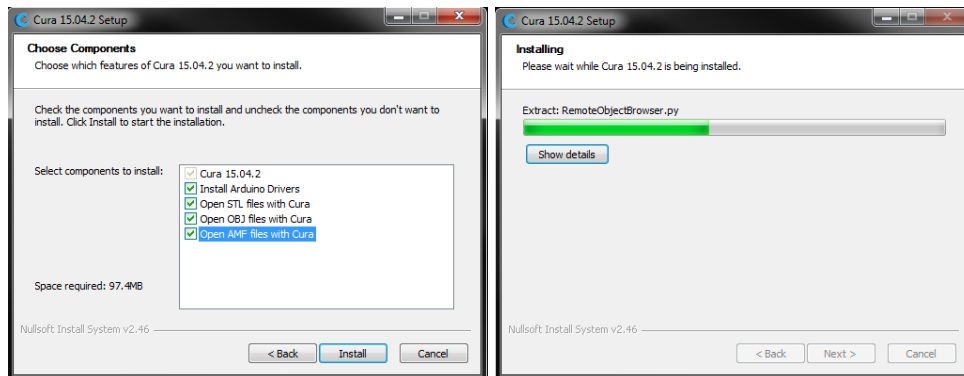 Cura 15.04.2 Setup
Choose Components
Choose which features of Cura 15.04.2 you want to install.
Check the components you want to install and uncheck the components you don't want to
install. Click Install to start the installation.
Select components to install:
Cura 15.04.2
Install Arduino Drivers
Open STL files with Cura
Open OBJ files with Cura
Open AMF files with Cura
Space required: 97.4MB
Nullsoft Install System v2.46
< Back
Install
Cancel
Cura 15.04.2 Setup
Installing
Please wait while Cura 15.04.2 is being installed.
Extract: RemoteObjectBrowser.py
Show details
Nullsoft Install System v2.46
< Back
Next >
Cancel